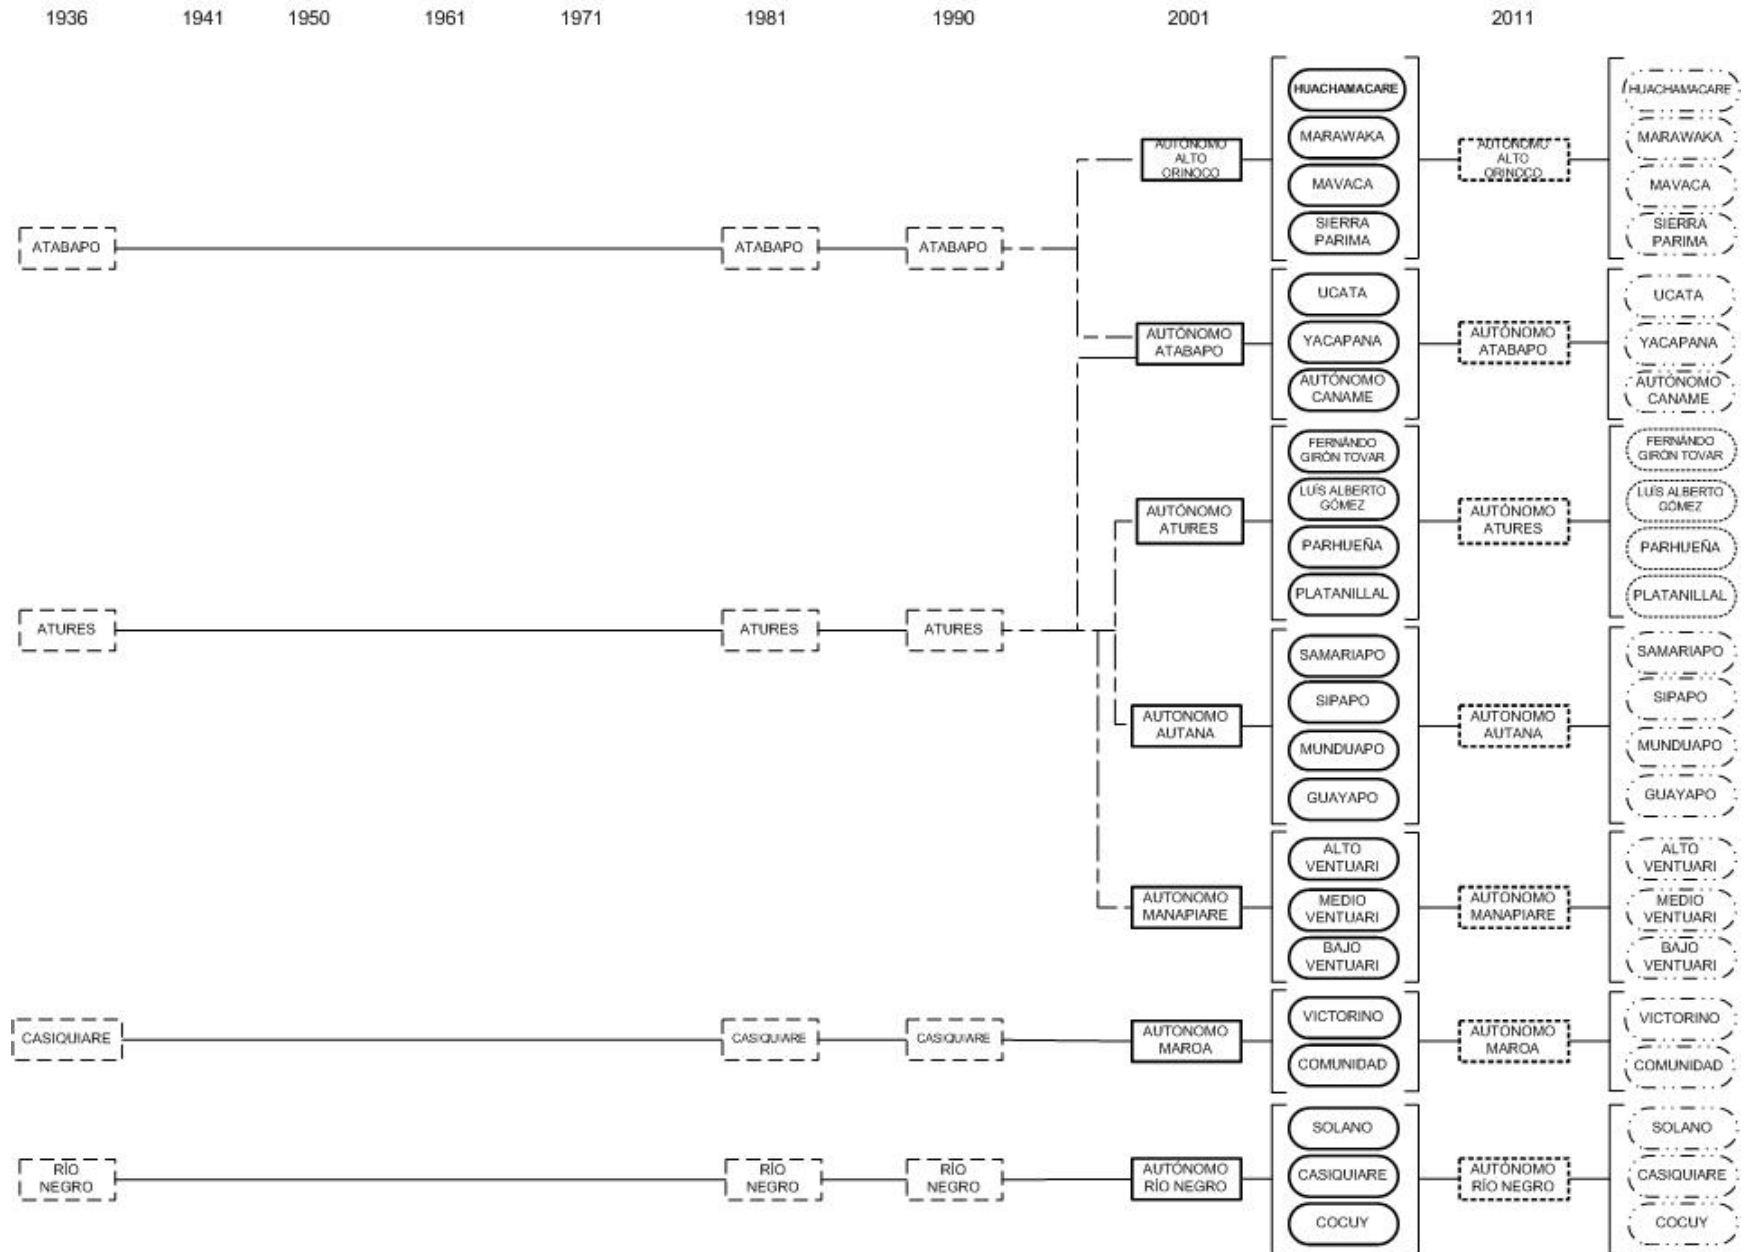 1936 1941 1950 1961 1971 1981 1990 2001 2011
ATABAPO
ATABAPO
ATABAPO
AUTÓNOMO
ALTO
ORINOCO
HUACHAMACARE
MARAWAKA
MAVACA
SIERRA
PARIMA
AUTÓNOMO
ALTO
ORINOCO
HUACHAMACARE
MARAWAKA
MAVACA
SIERRA
PARIMA
AUTÓNOMO
ATABAPO
UCATA
YACAPANA
AUTÓNOMO
CANAME
AUTÓNOMO
ATABAPO
UCATA
YACAPANA
AUTÓNOMO
CANAME
ATURES
ATURES
ATURES
AUTÓNOMO
ATURES
FERNÁNDO
GIRÓN TOVAR
LUÍS ALBERTO
GÓMEZ
PARHUEÑA
PLATANILLAL
AUTÓNOMO
ATURES
FERNÁNDO
GIRÓN TOVAR
LUÍS ALBERTO
GÓMEZ
PARHUEÑA
PLATANILLAL
AUTONOMO
AUTANA
SAMARIAPO
SIPAPO
MUNDUAPO
GUAYAPO
AUTONOMO
AUTANA
SAMARIAPO
SIPAPO
MUNDUAPO
GUAYAPO
AUTONOMO
MANAPIARE
ALTO
VENTUARI
MEDIO
VENTUARI
BAJO
VENTUARI
AUTONOMO
MANAPIARE
ALTO
VENTUARI
MEDIO
VENTUARI
BAJO
VENTUARI
CASIQUIARE
CASIQUIARE
CASIQUIARE
AUTONOMO
MAROA
VICTORINO
COMUNIDAD
AUTONOMO
MAROA
VICTORINO
COMUNIDAD
RÍO
NEGRO
RÍO
NEGRO
RÍO
NEGRO
AUTÓNOMO
RÍO NEGRO
SOLANO
CASIQUIARE
COCUY
AUTÓNOMO
RÍO NEGRO
SOLANO
CASIQUIARE
COCUY